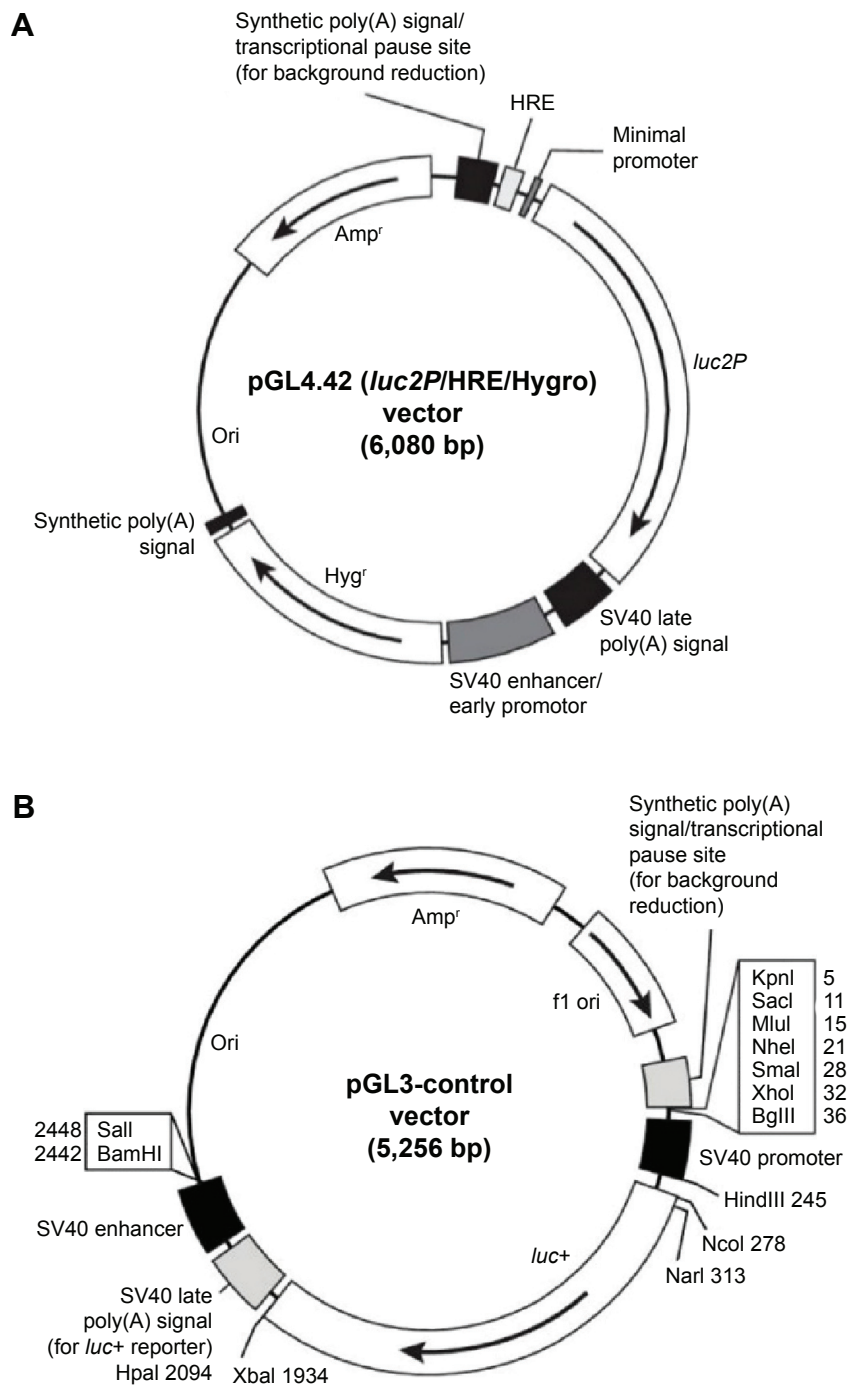 A
Synthetic poly(A) signal/
transcriptional pause site
(for background reduction)
HRE
Minimal
promoter
Ampʳ
luc2P
pGL4.42 (luc2P/HRE/Hygro)
vector
(6,080 bp)
Ori
Synthetic poly(A)
signal
Hygʳ
SV40 late
poly(A) signal
SV40 enhancer/
early promotor
B
Synthetic poly(A)
signal/transcriptional
pause site
(for background
reduction)
Ampʳ
f1 ori
KpnI 5
SacI 11
MluI 15
NheI 21
SmaI 28
XhoI 32
BgIII 36
Ori
pGL3-control
vector
(5,256 bp)
2448 SalI
2442 BamHI
SV40 promoter
HindIII 245
NcoI 278
NarI 313
SV40 enhancer
luc+
SV40 late
poly(A) signal
(for luc+ reporter)
HpaI 2094
XbaI 1934